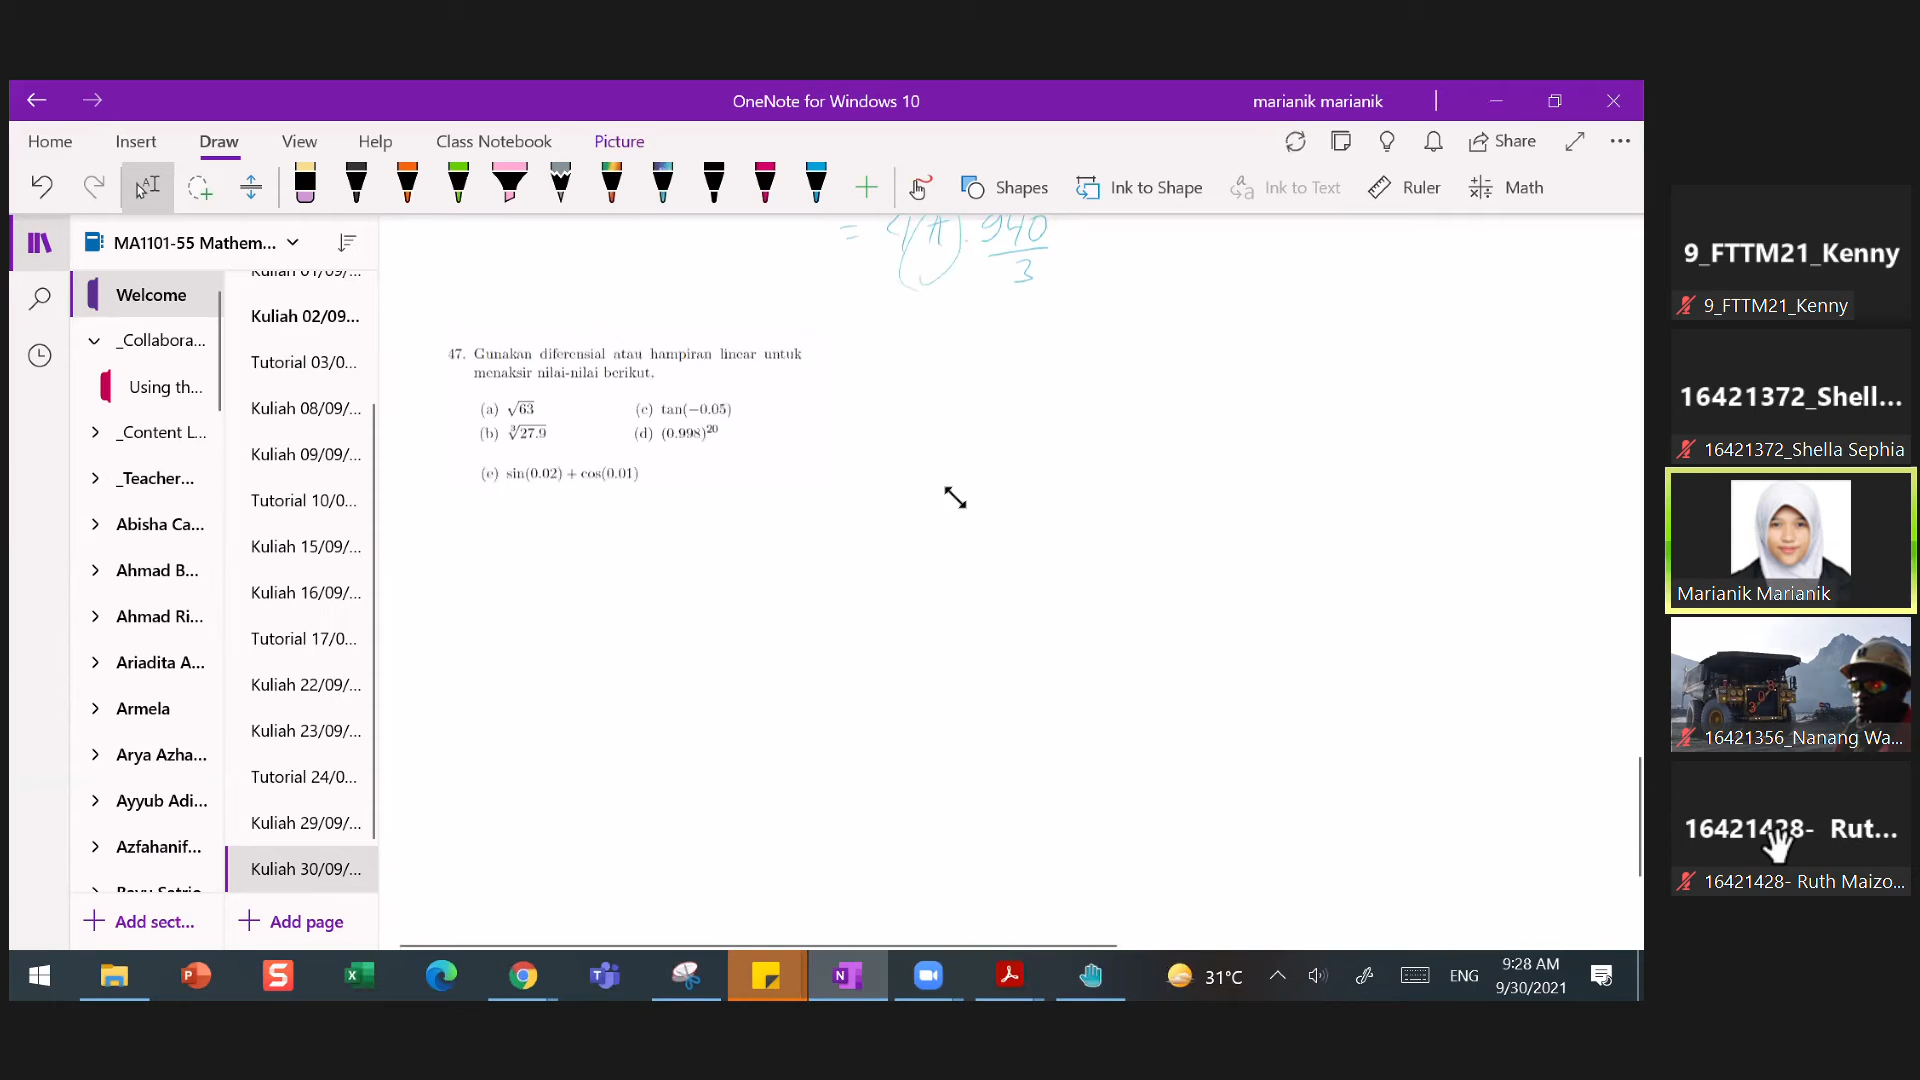 OneNote for Windows 10
marianik marianik
Home Insert Draw View Help Class Notebook Picture
Share
Shapes Ink to Shape Ink to Text Ruler Math
MA1101-55 Mathem...
Welcome
_Collabora...
Using th...
_Content L...
_Teacher...
Abisha Ca...
Ahmad B...
Ahmad Ri...
Ariadita A...
Armela
Arya Azha...
Ayyub Adi...
Azfahanif...
Add sect...
Kuliah 02/09...
Tutorial 03/0...
Kuliah 08/09/...
Kuliah 09/09/...
Tutorial 10/0...
Kuliah 15/09/...
Kuliah 16/09/...
Tutorial 17/0...
Kuliah 22/09/...
Kuliah 23/09/...
Tutorial 24/0...
Kuliah 29/09/...
Kuliah 30/09/...
Add page
940
3
47. Gunakan diferensial atau hampiran linear untuk
menaksir nilai-nilai berikut.
(a) √63 (c) tan(−0.05)
(b) ∛27.9 (d) (0.998)^20
(e) sin(0.02) + cos(0.01)
9_FTTM21_Kenny
9_FTTM21_Kenny
16421372_Shell...
16421372_Shella Sephia
Marianik Marianik
16421356_Nanang Wa...
16421428- Rut...
16421428- Ruth Maizo...
31°C
ENG
9:28 AM
9/30/2021